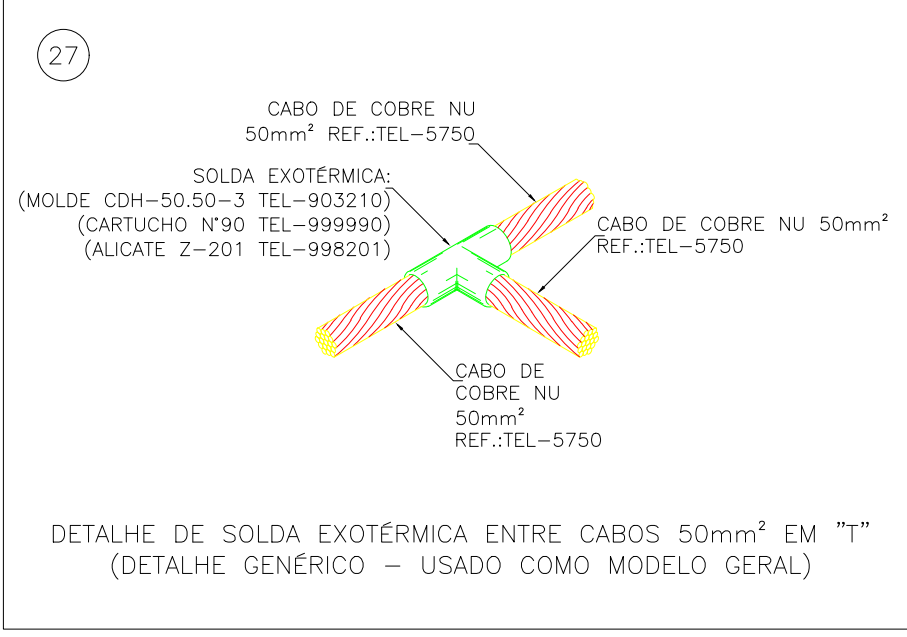 27
CABO DE COBRE NU
50mm² REF.:TEL-5750
SOLDA EXOTÉRMICA:
(MOLDE CDH-50.50-3 TEL-903210)
(CARTUCHO N°90 TEL-999990)
(ALICATE Z-201 TEL-998201)
CABO DE COBRE NU 50mm²
REF.:TEL-5750
CABO DE
COBRE NU
50mm²
REF.:TEL-5750
DETALHE DE SOLDA EXOTÉRMICA ENTRE CABOS 50mm² EM "T"
(DETALHE GENÉRICO - USADO COMO MODELO GERAL)